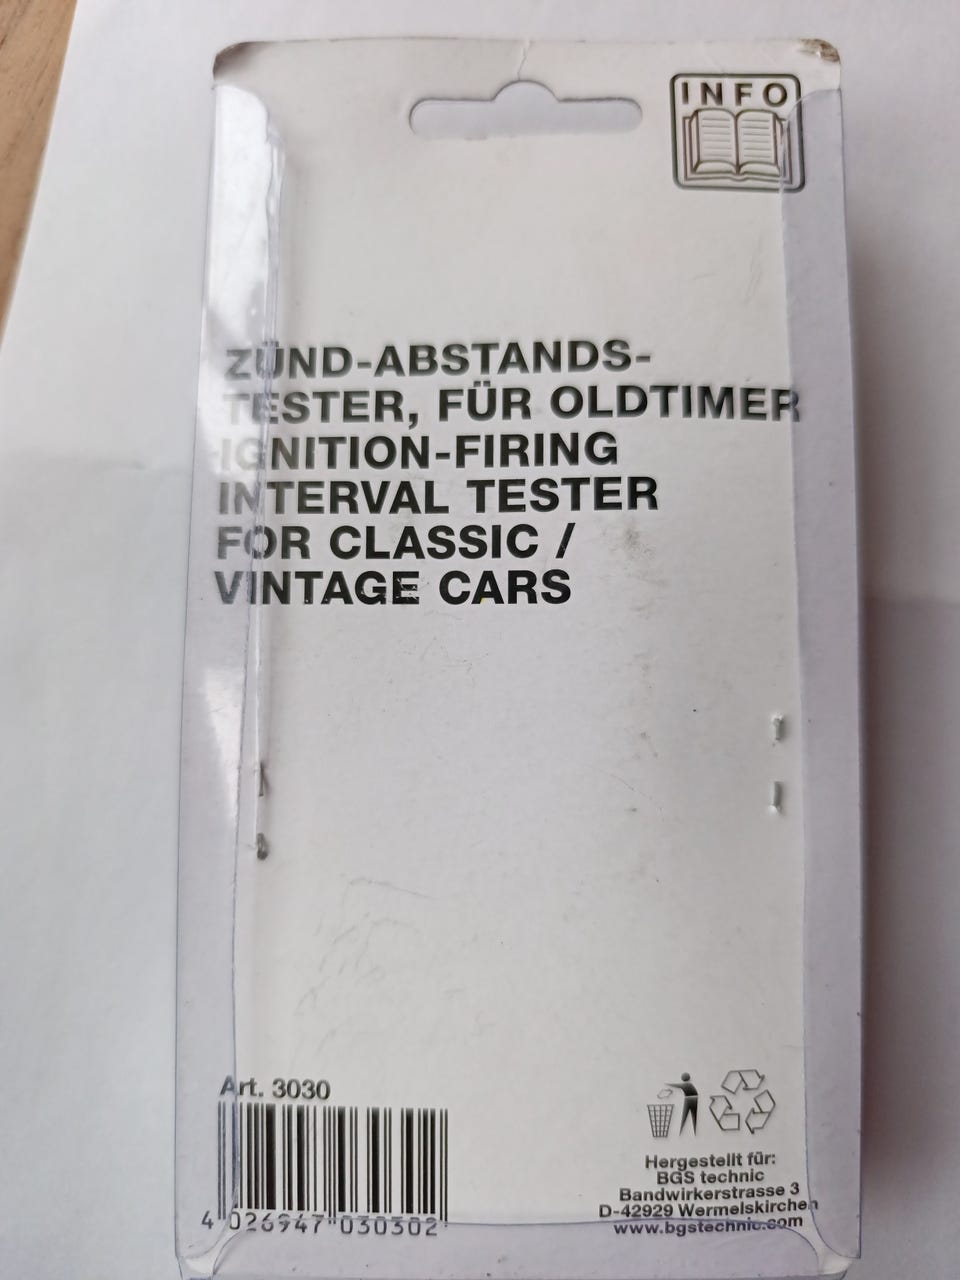 INFO
ZÜND-ABSTANDS-
TESTER, FÜR OLDTIMER
IGNITION-FIRING
INTERVAL TESTER
FOR CLASSIC /
VINTAGE CARS
Art. 3030
4 026947 030302
Hergestellt für:
BGS technic
Bandwirkerstrasse 3
D-42929 Wermelskirchen
www.bgstechnic.com